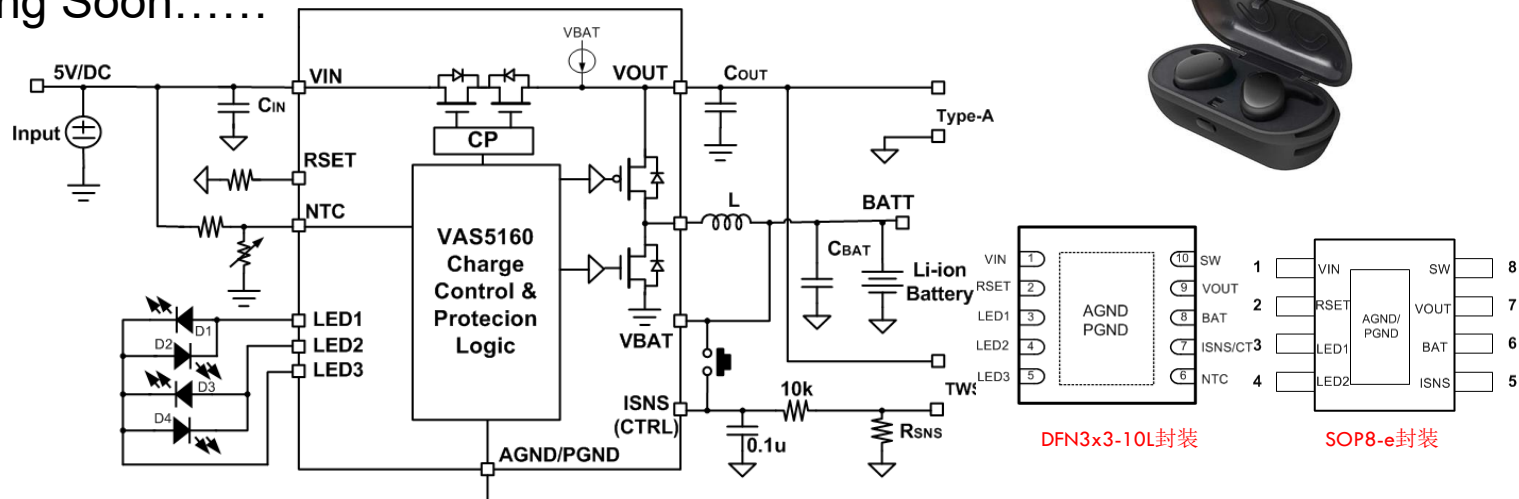 ng Soon……
VBAT
5V/DC
VIN
VOUT
COUT
CIN
Input
CP
Type-A
RSET
NTC
L
BATT
VAS5160
Charge
Control &
Protecion
Logic
CBAT
Li-ion
Battery
LED1
LED2
LED3
D1
D2
D3
D4
VBAT
10k
ISNS
(CTRL)
0.1u
RSNS
AGND/PGND
VIN 1
RSET 2
LED1 3
LED2 4
LED3 5
AGND
PGND
10 SW
9 VOUT
8 BAT
7 ISNS/CT
6 NTC
DFN3x3-10L封装
1 VIN
2 RSET
3 LED1
4 LED2
AGND/
PGND
SW 8
VOUT 7
BAT 6
ISNS 5
SOP8-e封装